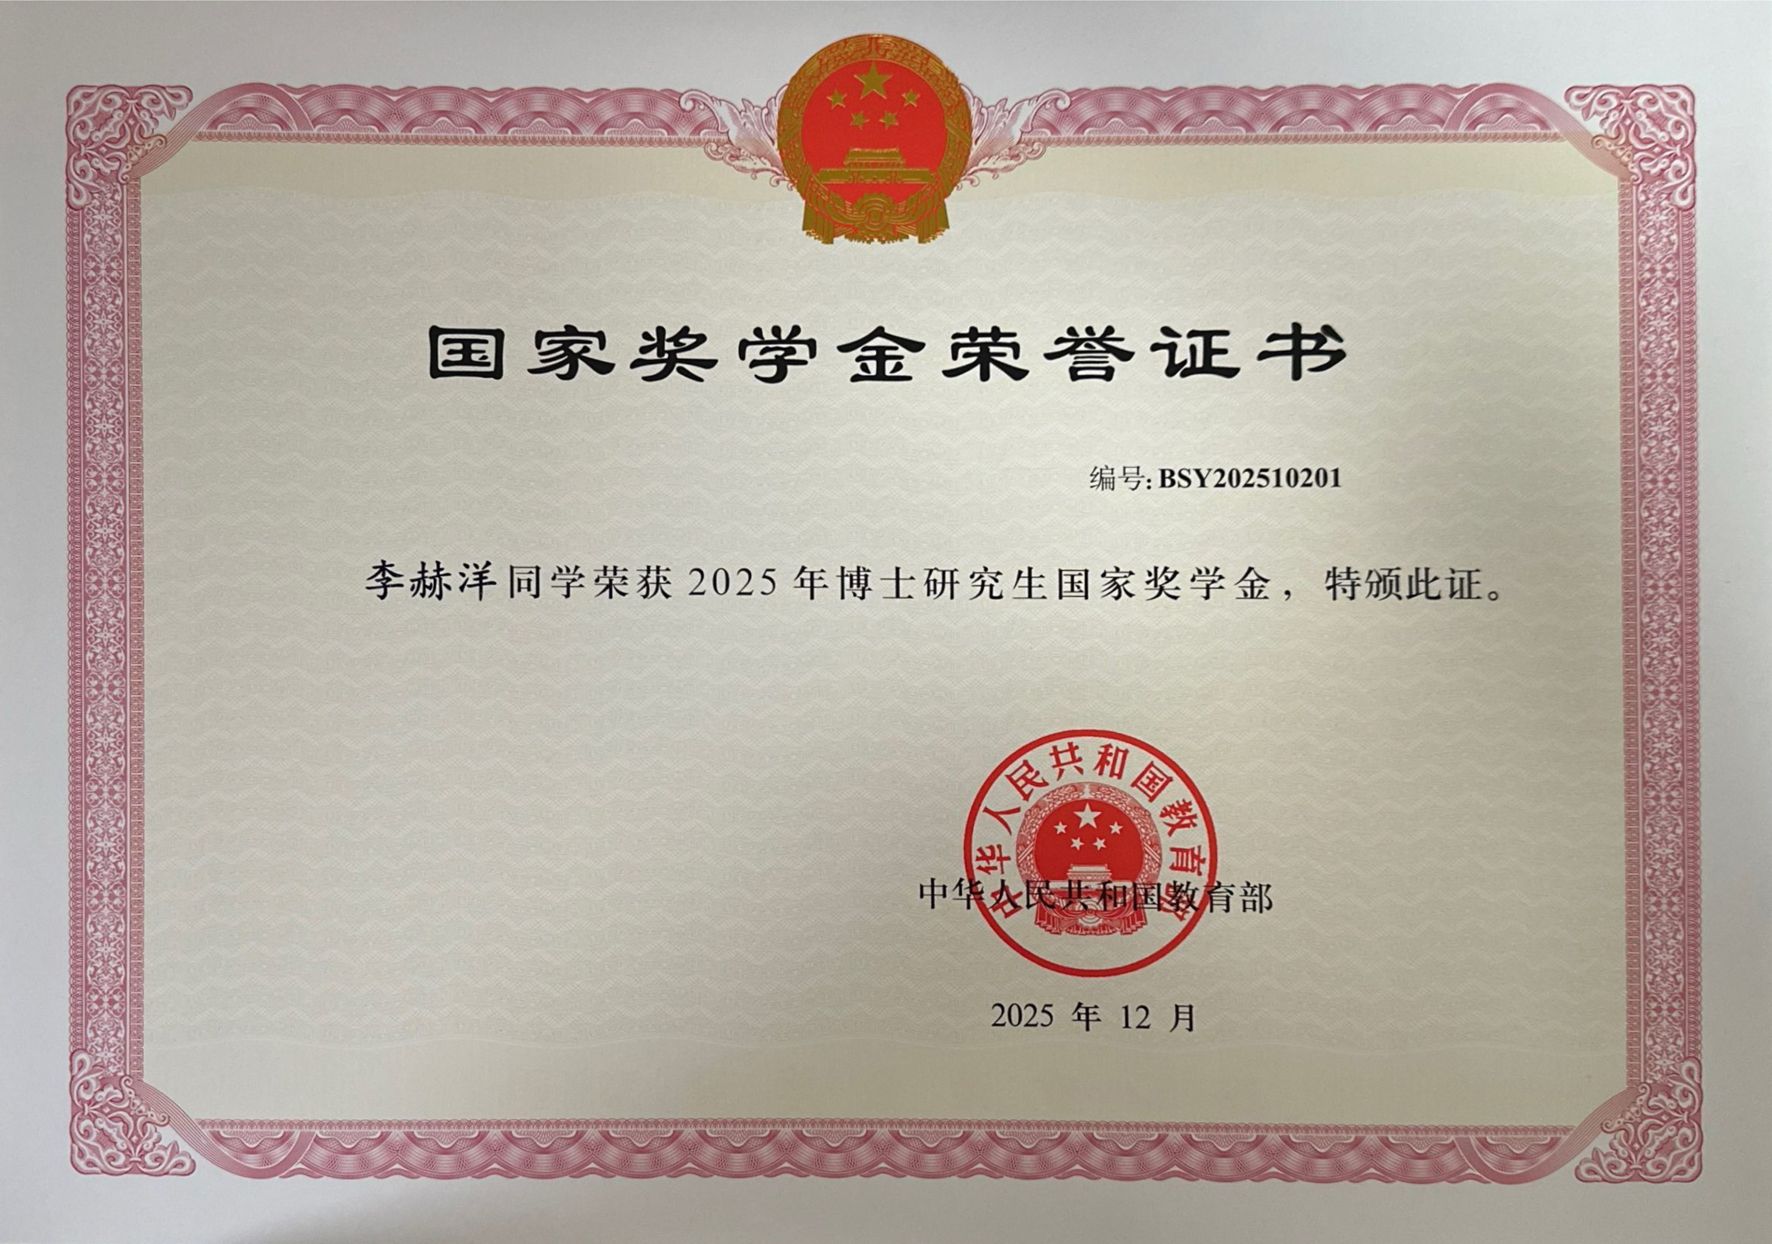 国家奖学金荣誉证书
编号:BSY202510201
李赫洋同学荣获2025年博士研究生国家奖学金，特颁此证。
中华人民共和国教育部
中华人民共和国教育部
2025 年 12 月